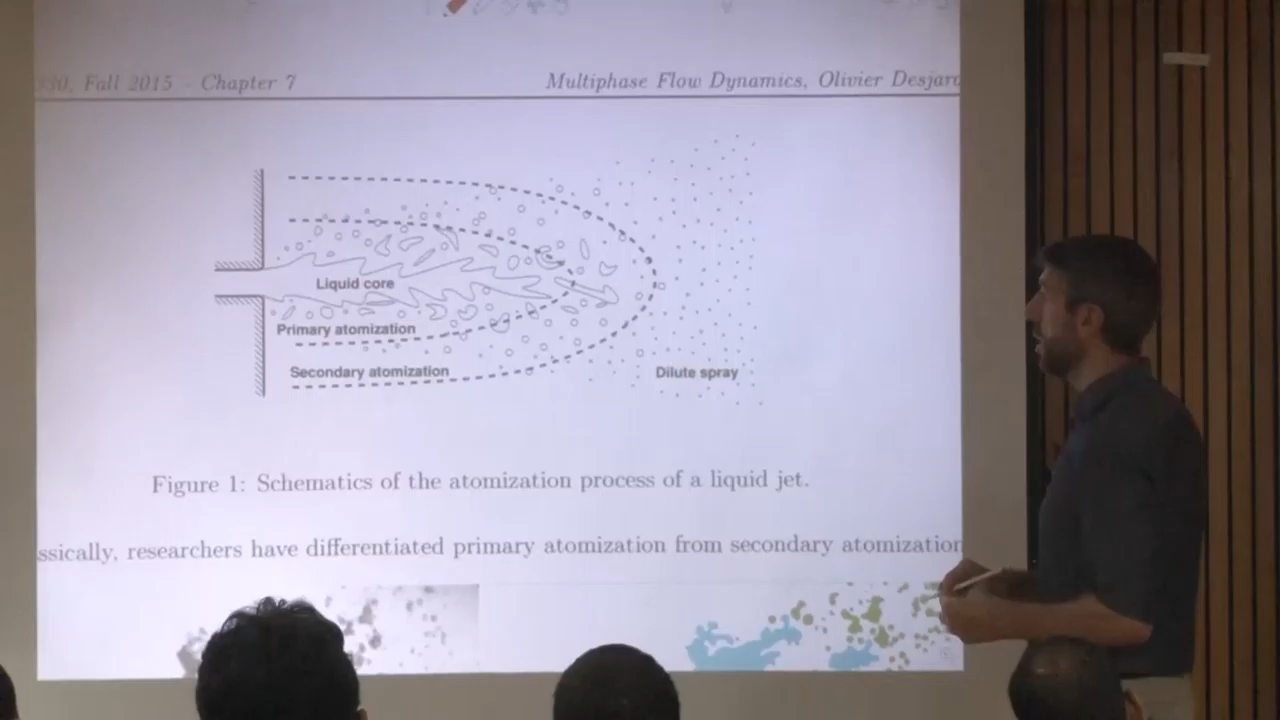 Fall 2015 - Chapter 7
Multiphase Flow Dynamics, Olivier Desjard
Liquid core
Primary atomization
Secondary atomization
Dilute spray
Figure 1: Schematics of the atomization process of a liquid jet.
ssically, researchers have differentiated primary atomization from secondary atomization